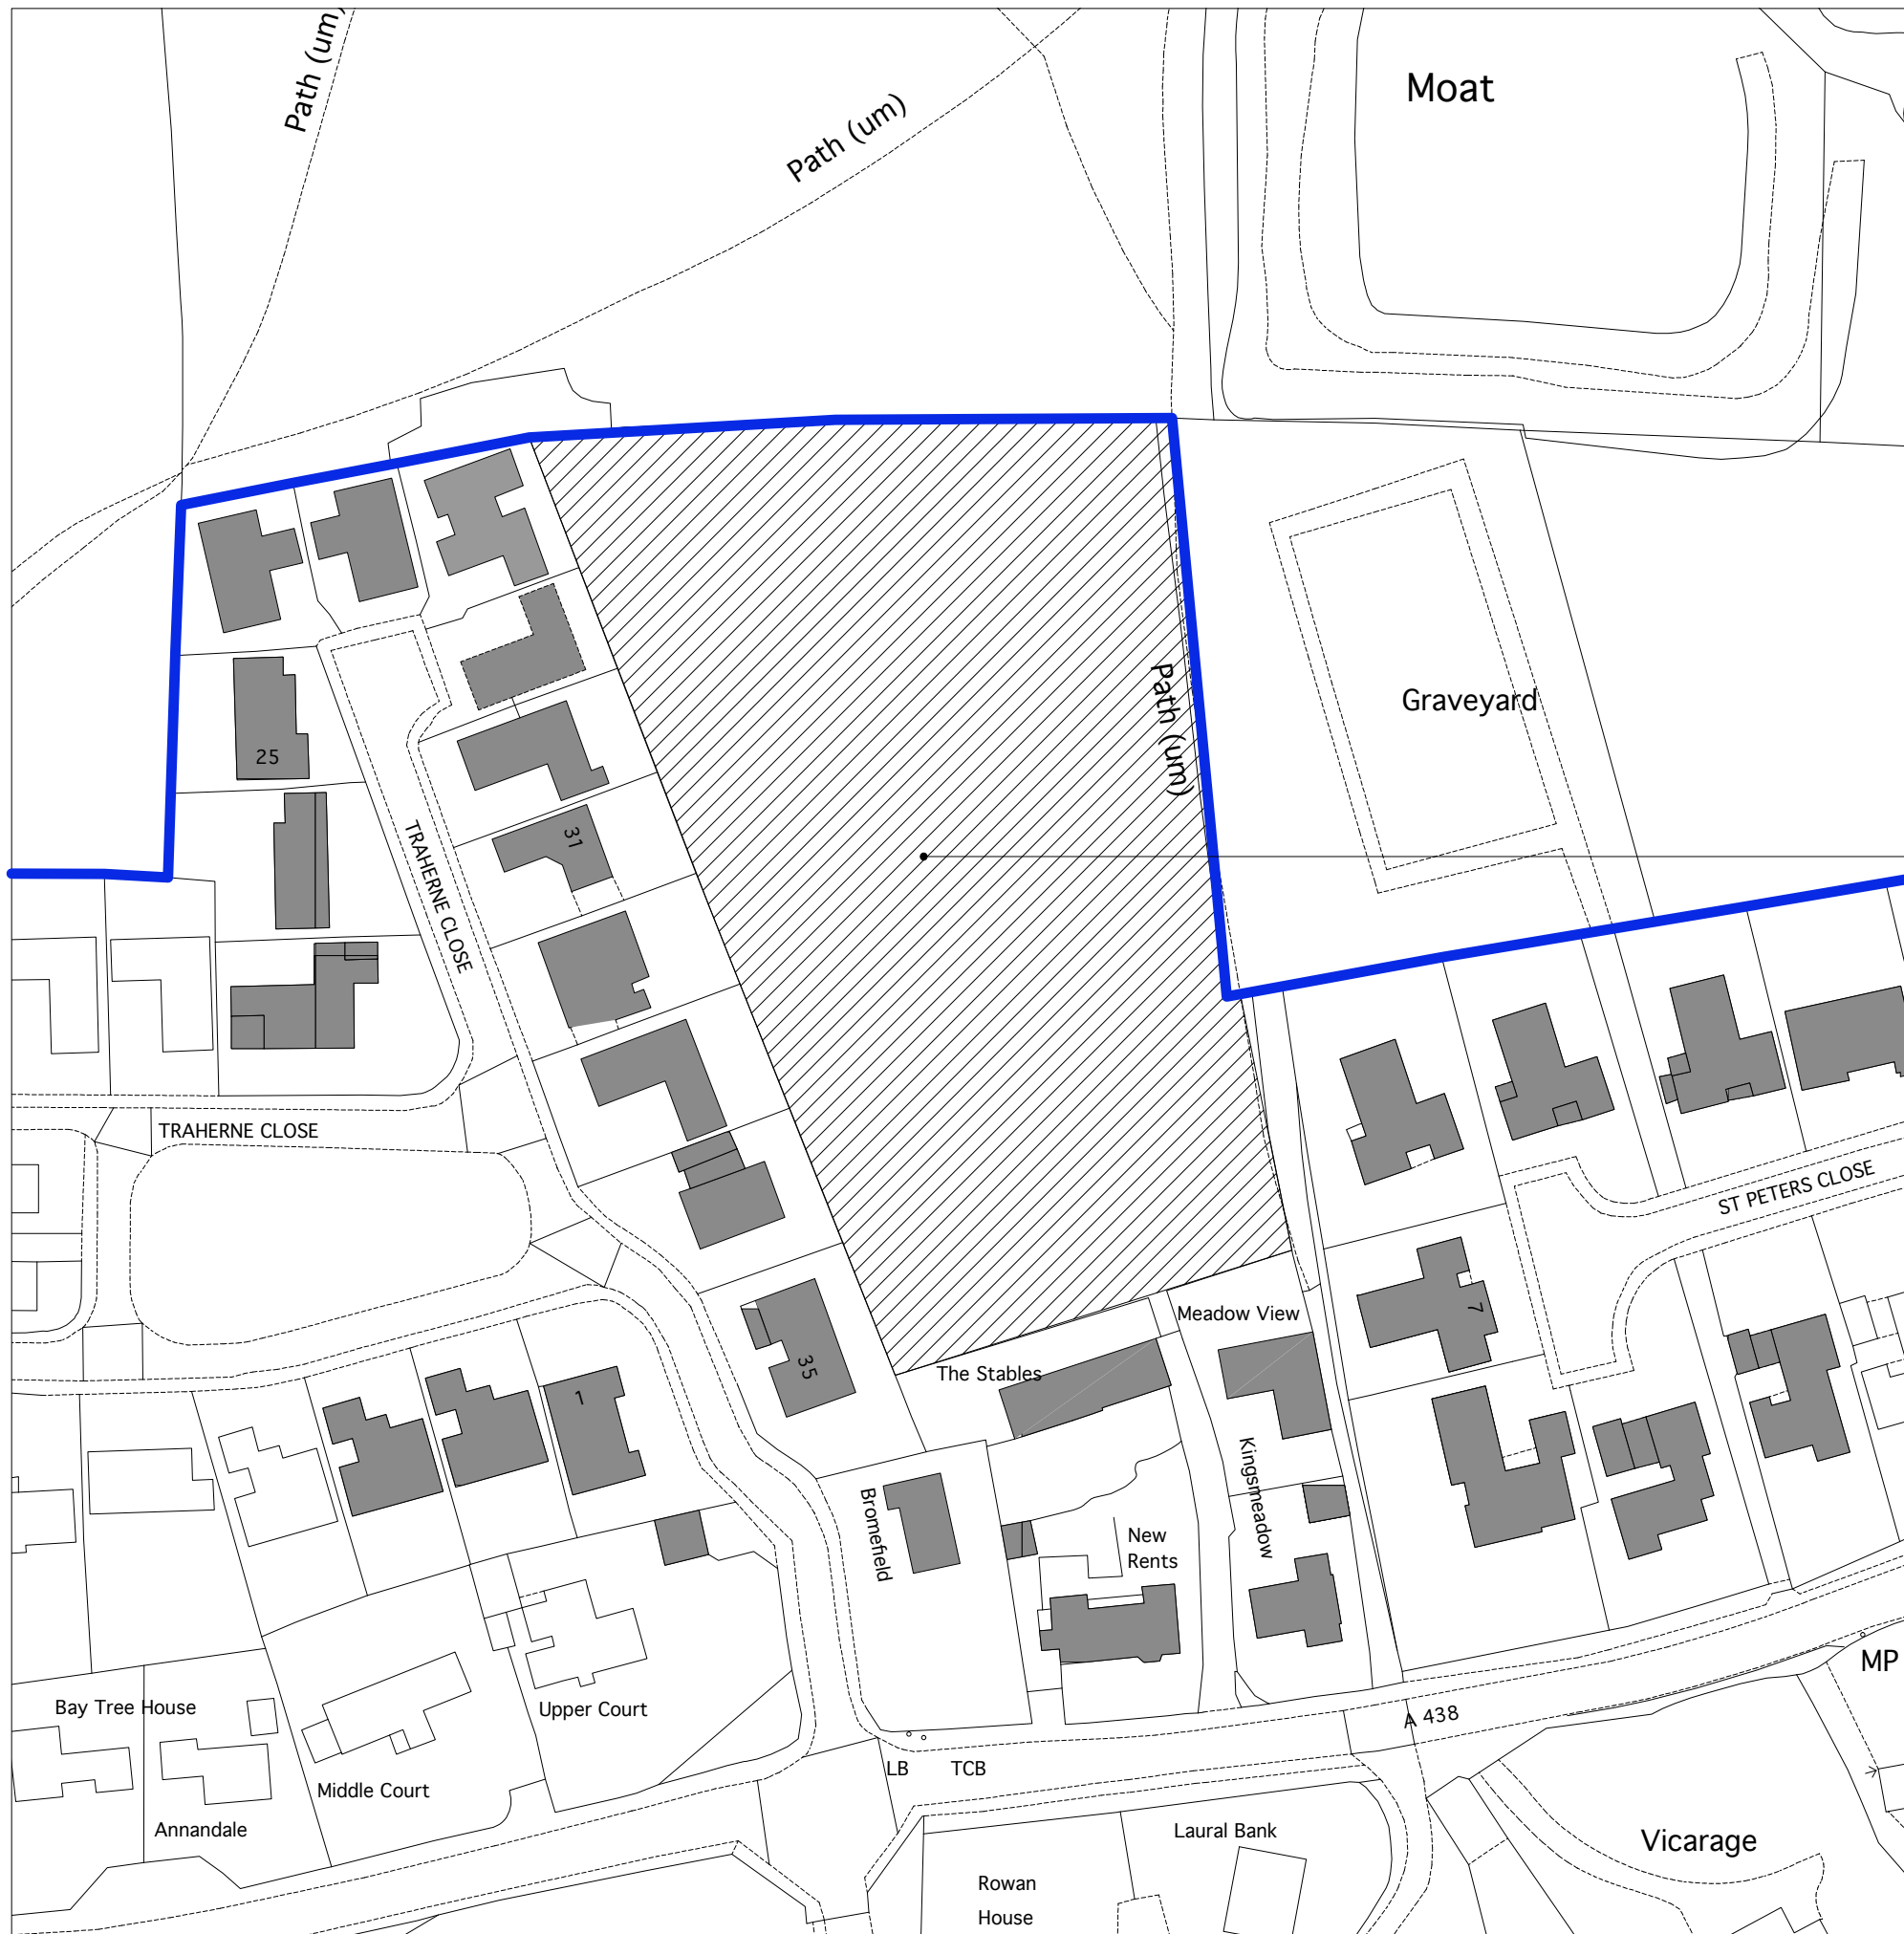 Path (um)
Moat
Path (um)
Path (um)
Graveyard
25
31
TRAHERNE CLOSE
TRAHERNE CLOSE
ST PETERS CLOSE
7
Meadow View
The Stables
35
1
Kingsmeadow
Bromefield
New
Rents
MP
Bay Tree House
Upper Court
A 438
LB
TCB
Middle Court
Annandale
Laural Bank
Vicarage
Rowan
House